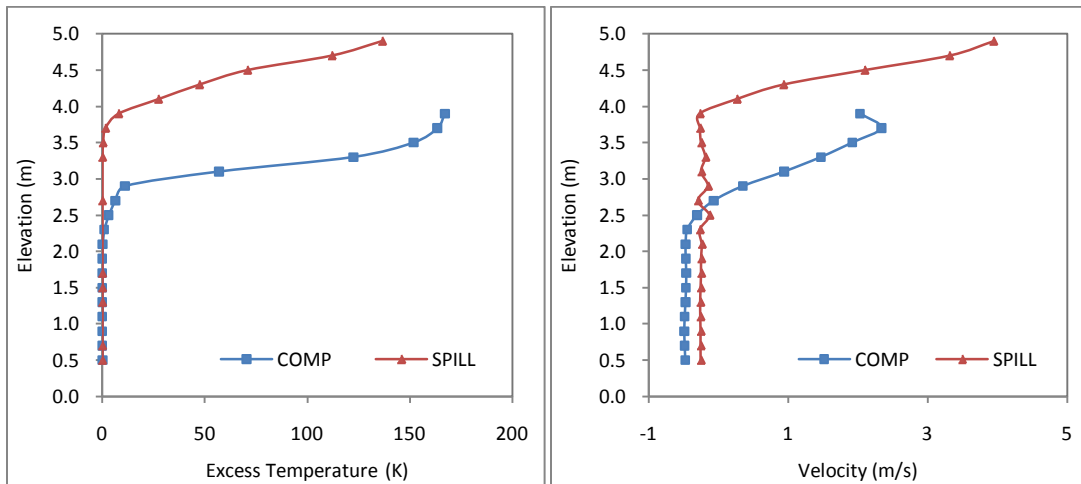 5.0
4.5
4.0
3.5
3.0
2.5
2.0
1.5
1.0
0.5
0.0
Elevation (m)
COMP SPILL
0 50 100 150 200
Excess Temperature (K)
5.0
4.5
4.0
3.5
3.0
2.5
2.0
1.5
1.0
0.5
0.0
Elevation (m)
COMP SPILL
-1 1 3 5
Velocity (m/s)